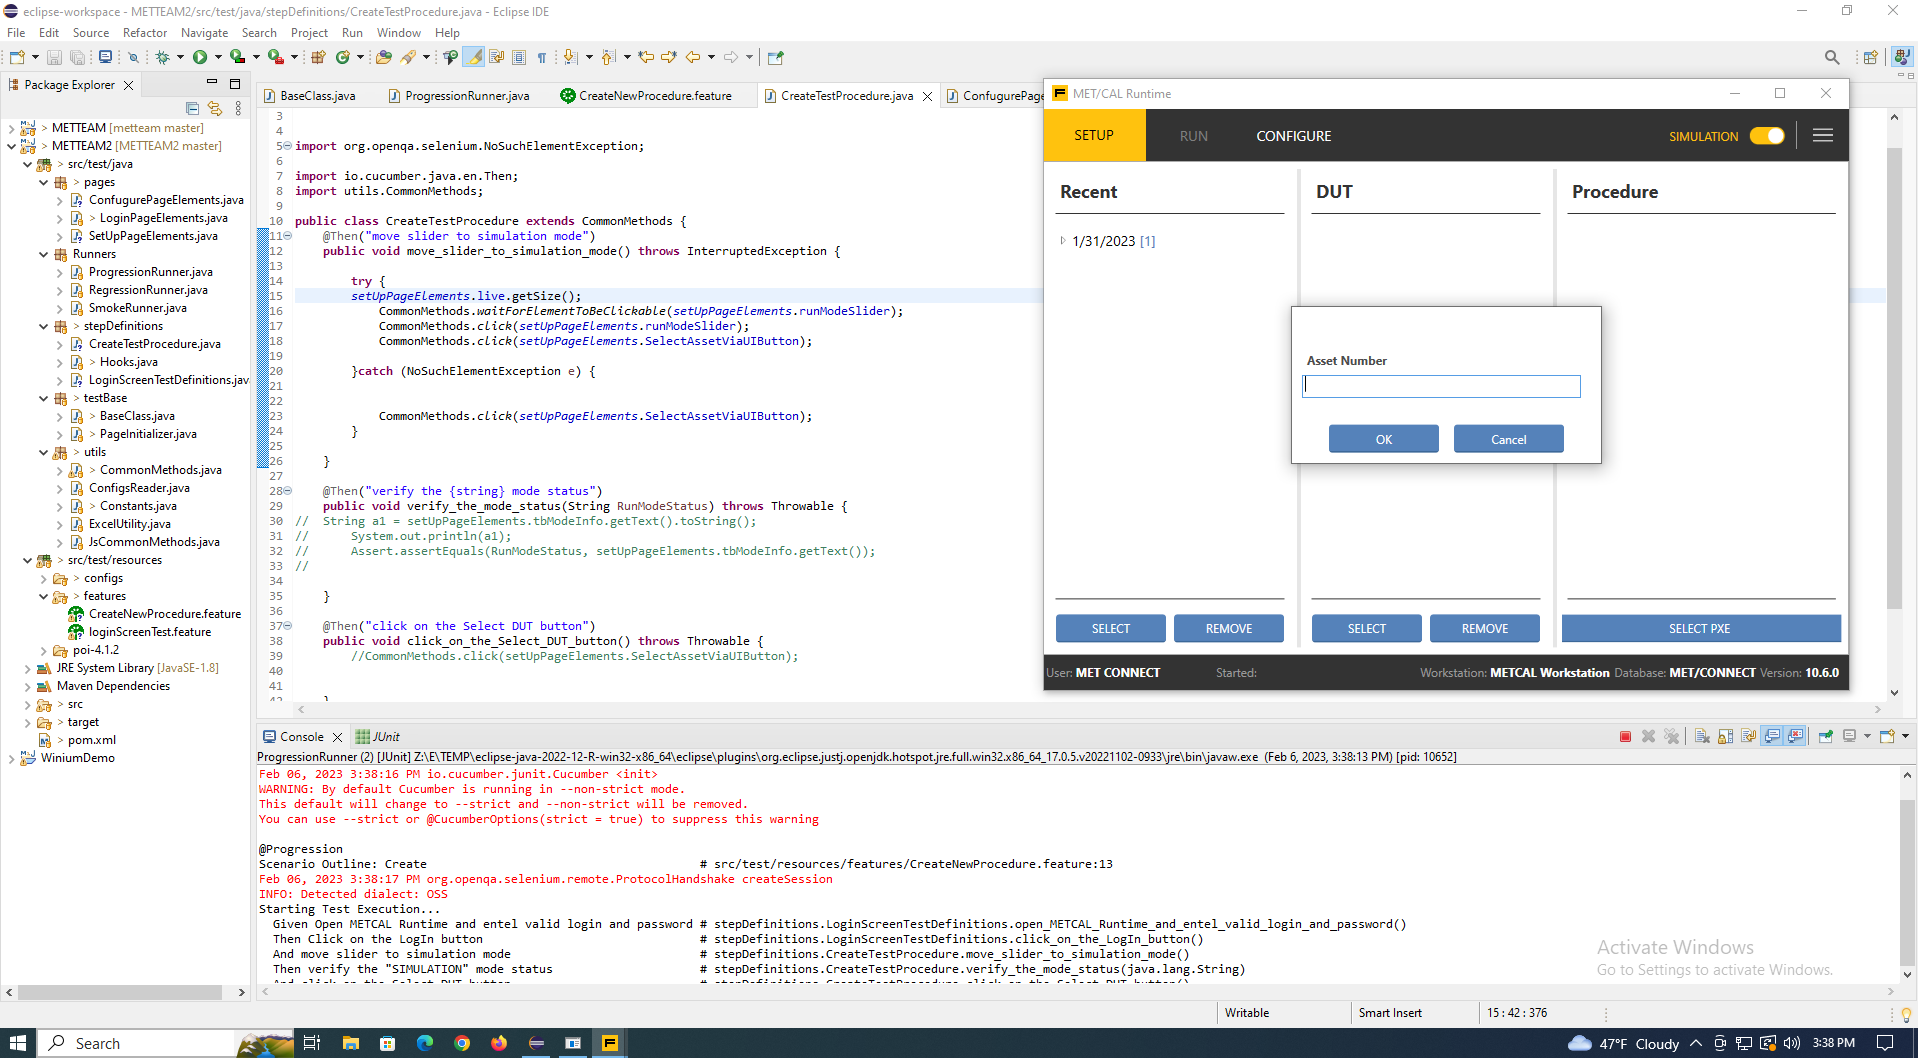 eclipse-workspace - METTEAM2/src/test/java/stepDefinitions/CreateTestProcedure.java - Eclipse IDE
File Edit Source Refactor Navigate Search Project Run Window Help
Package Explorer
> METTEAM [metteam master]
> METTEAM2 [METTEAM2 master]
> src/test/java
> pages
ConfugurePageElements.java
> LoginPageElements.java
SetUpPageElements.java
Runners
ProgressionRunner.java
RegressionRunner.java
SmokeRunner.java
> stepDefinitions
CreateTestProcedure.java
> Hooks.java
LoginScreenTestDefinitions.java
> testBase
> BaseClass.java
> PageInitializer.java
> utils
> CommonMethods.java
ConfigsReader.java
> Constants.java
ExcelUtility.java
JsCommonMethods.java
> src/test/resources
> configs
> features
CreateNewProcedure.feature
loginScreenTest.feature
poi-4.1.2
JRE System Library [JavaSE-1.8]
Maven Dependencies
> src
> target
> pom.xml
WiniumDemo
BaseClass.java ProgressionRunner.java CreateNewProcedure.feature CreateTestProcedure.java ConfugurePage
3
4
5 import org.openqa.selenium.NoSuchElementException;
6
7 import io.cucumber.java.en.Then;
8 import utils.CommonMethods;
9
10 public class CreateTestProcedure extends CommonMethods {
11 @Then("move slider to simulation mode")
12 public void move_slider_to_simulation_mode() throws InterruptedException {
13
14 try {
15 setUpPageElements.live.getSize();
16 CommonMethods.waitForElementToBeClickable(setUpPageElements.runModeSlider);
17 CommonMethods.click(setUpPageElements.runModeSlider);
18 CommonMethods.click(setUpPageElements.SelectAssetViaUIButton);
19
20 }catch (NoSuchElementException e) {
21
22
23 CommonMethods.click(setUpPageElements.SelectAssetViaUIButton);
24 }
25
26 }
27
28 @Then("verify the {string} mode status")
29 public void verify_the_mode_status(String RunModeStatus) throws Throwable {
30 // String a1 = setUpPageElements.tbModeInfo.getText().toString();
31 // System.out.println(a1);
32 // Assert.assertEquals(RunModeStatus, setUpPageElements.tbModeInfo.getText());
33 //
34
35 }
36
37 @Then("click on the Select DUT button")
38 public void click_on_the_Select_DUT_button() throws Throwable {
39 //CommonMethods.click(setUpPageElements.SelectAssetViaUIButton);
40
41
42 }
MET/CAL Runtime
SETUP RUN CONFIGURE SIMULATION
Recent DUT Procedure
1/31/2023 [1]
Asset Number
OK Cancel
SELECT REMOVE SELECT REMOVE SELECT PXE
User: MET CONNECT Started: Workstation: METCAL Workstation Database: MET/CONNECT Version: 10.6.0
Console JUnit
ProgressionRunner (2) [JUnit] Z:\E\TEMP\eclipse-java-2022-12-R-win32-x86_64\eclipse\plugins\org.eclipse.justj.openjdk.hotspot.jre.full.win32.x86_64_17.0.5.v20221102-0933\jre\bin\javaw.exe (Feb 6, 2023, 3:38:13 PM) [pid: 10652]
Feb 06, 2023 3:38:16 PM io.cucumber.junit.Cucumber <init>
WARNING: By default Cucumber is running in --non-strict mode.
This default will change to --strict and --non-strict will be removed.
You can use --strict or @CucumberOptions(strict = true) to suppress this warning
@Progression
Scenario Outline: Create # src/test/resources/features/CreateNewProcedure.feature:13
Feb 06, 2023 3:38:17 PM org.openqa.selenium.remote.ProtocolHandshake createSession
INFO: Detected dialect: OSS
Starting Test Execution...
Given Open METCAL Runtime and entel valid login and password # stepDefinitions.LoginScreenTestDefinitions.open_METCAL_Runtime_and_entel_valid_login_and_password()
Then Click on the LogIn button # stepDefinitions.LoginScreenTestDefinitions.click_on_the_LogIn_button()
And move slider to simulation mode # stepDefinitions.CreateTestProcedure.move_slider_to_simulation_mode()
Then verify the "SIMULATION" mode status # stepDefinitions.CreateTestProcedure.verify_the_mode_status(java.lang.String)
And click on the Select DUT button # stepDefinitions.CreateTestProcedure.click_on_the_Select_DUT_button()
Activate Windows
Go to Settings to activate Windows.
Writable Smart Insert 15 : 42 : 376
Search 47°F Cloudy 3:38 PM